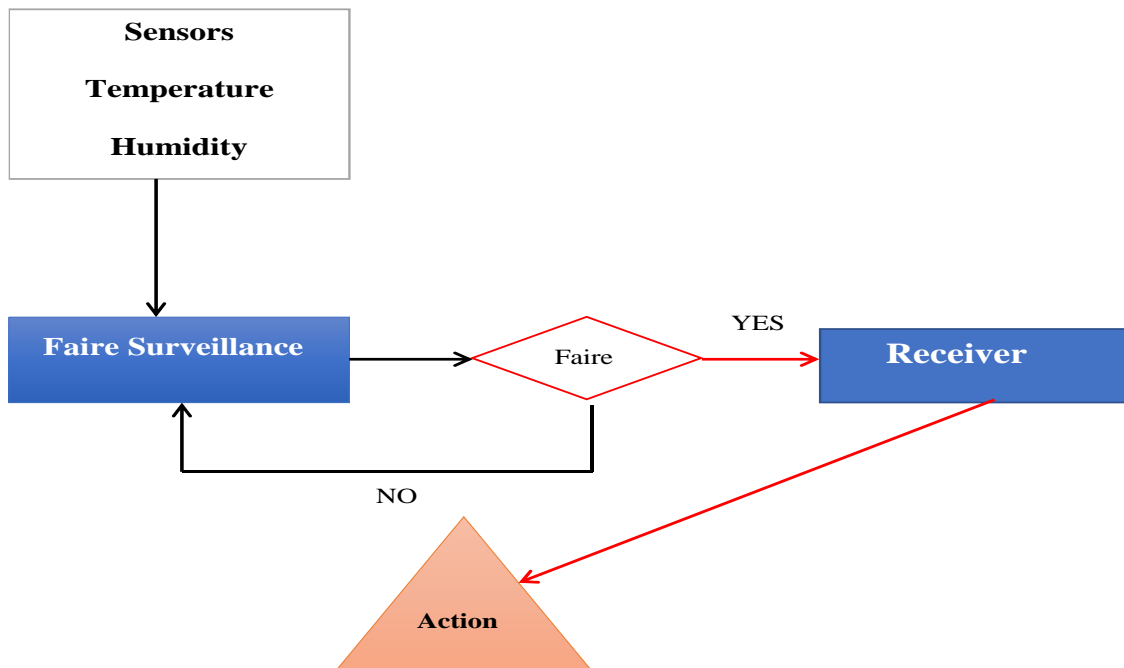 Sensors
Temperature
Humidity
YES
Faire Surveillance
Faire
Receiver
NO
Action